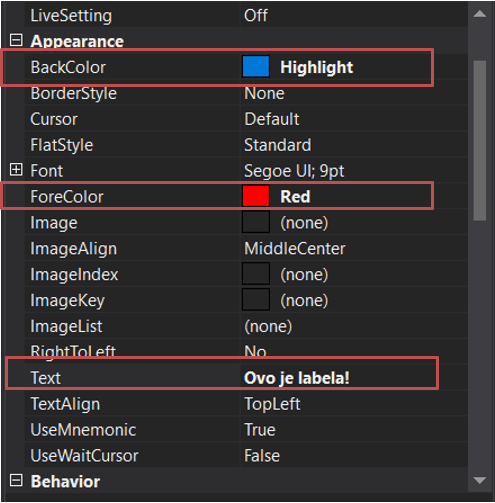 LiveSetting Off
Appearance
BackColor Highlight
BorderStyle None
Cursor Default
FlatStyle Standard
Font Segoe UI; 9pt
ForeColor Red
Image (none)
ImageAlign MiddleCenter
ImageIndex (none)
ImageKey (none)
ImageList (none)
RightToLeft No
Text Ovo je labela!
TextAlign TopLeft
UseMnemonic True
UseWaitCursor False
Behavior